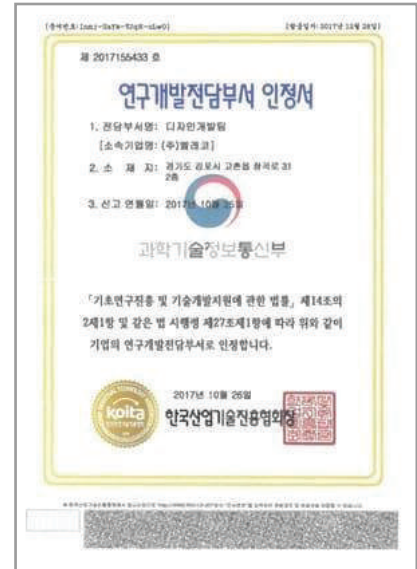 제 2017155433 호
연구개발전담부서 인정서
1. 전담부서명: 디자인개발팀
[소속기업명: (주)벨레코]
2. 소 재 지: 경기도 김포시 고촌읍 31
2층
3. 신고 연월일: 2017년 10월 25일
과학기술정보통신부
「기초연구진흥 및 기술개발지원에 관한 법률」 제14조의
2제1항 및 같은 법 시행령 제27조제1항에 따라 위와 같이
기업의 연구개발전담부서로 인정합니다.
2017년 10월 26일
koita
한국산업기술진흥협회장